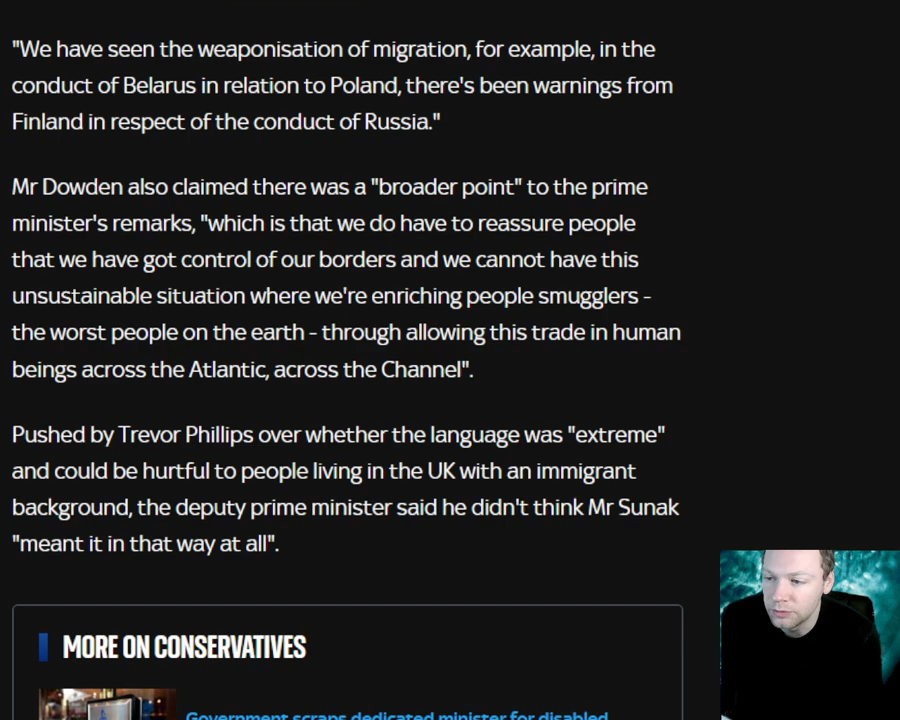 "We have seen the weaponisation of migration, for example, in the
conduct of Belarus in relation to Poland, there's been warnings from
Finland in respect of the conduct of Russia."
Mr Dowden also claimed there was a "broader point" to the prime
minister's remarks, "which is that we do have to reassure people
that we have got control of our borders and we cannot have this
unsustainable situation where we're enriching people smugglers -
the worst people on the earth - through allowing this trade in human
beings across the Atlantic, across the Channel".
Pushed by Trevor Phillips over whether the language was "extreme"
and could be hurtful to people living in the UK with an immigrant
background, the deputy prime minister said he didn't think Mr Sunak
"meant it in that way at all".
MORE ON CONSERVATIVES
Government scraps dedicated minister for disabled